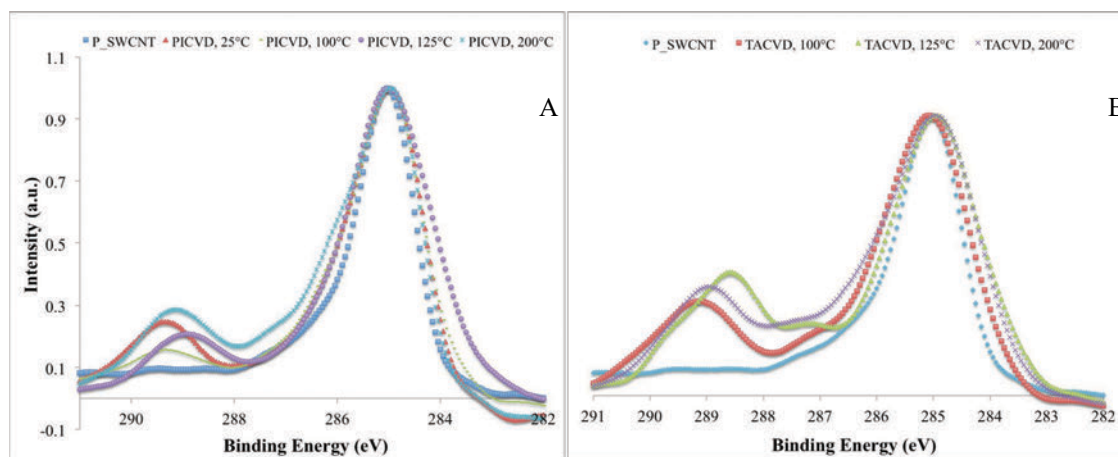 P_SWCNT PICVD, 25°C PICVD, 100°C PICVD, 125°C PICVD, 200°C
1.1
0.9
0.7
0.5
0.3
0.1
-0.1
Intensity (a.u.)
290 288 286 284 282
Binding Energy (eV)
A
P_SWCNT TACVD, 100°C TACVD, 125°C TACVD, 200°C
291 290 289 288 287 286 285 284 283 282
Binding Energy (eV)